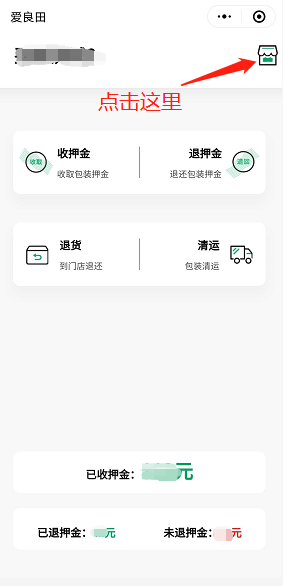 爱良田
点击这里
收取
收押金
收取包装押金
退押金
退还包装押金
退还
退货
到门店退还
清运
包装清运
已收押金：
元
已退押金：
元
未退押金：
元